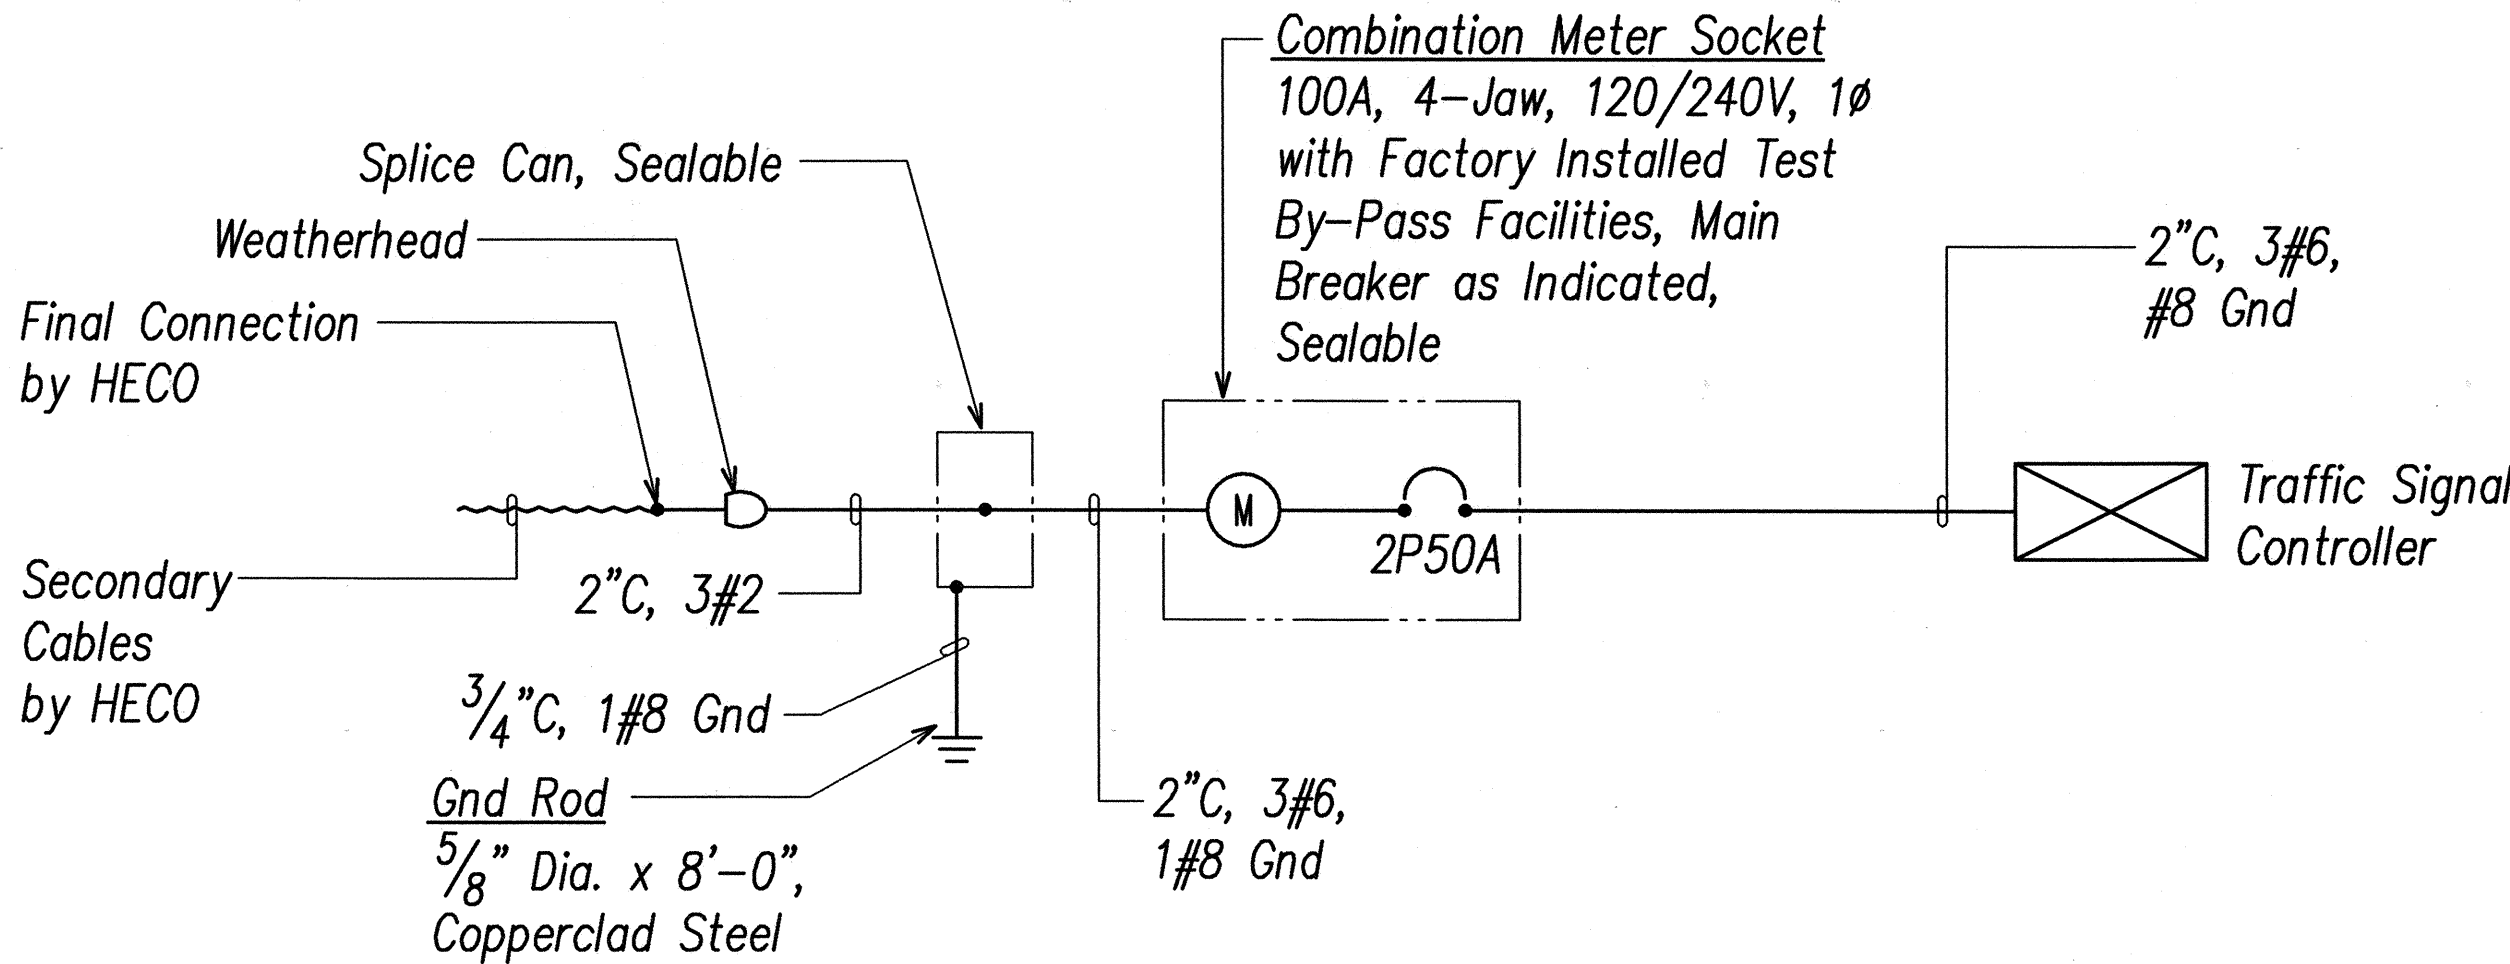 Combination Meter Socket
100A, 4-Jaw, 120/240V, 1ø
with Factory Installed Test
By-Pass Facilities, Main
Breaker as Indicated,
Sealable
Splice Can, Sealable
Weatherhead
Final Connection
by HECO
2"C, 3#6,
#8 Gnd
M
2P50A
Traffic Signal
Controller
Secondary
Cables
by HECO
2"C, 3#2
3/4"C, 1#8 Gnd
Gnd Rod
5/8" Dia. x 8'-0",
Copperclad Steel
2"C, 3#6,
1#8 Gnd